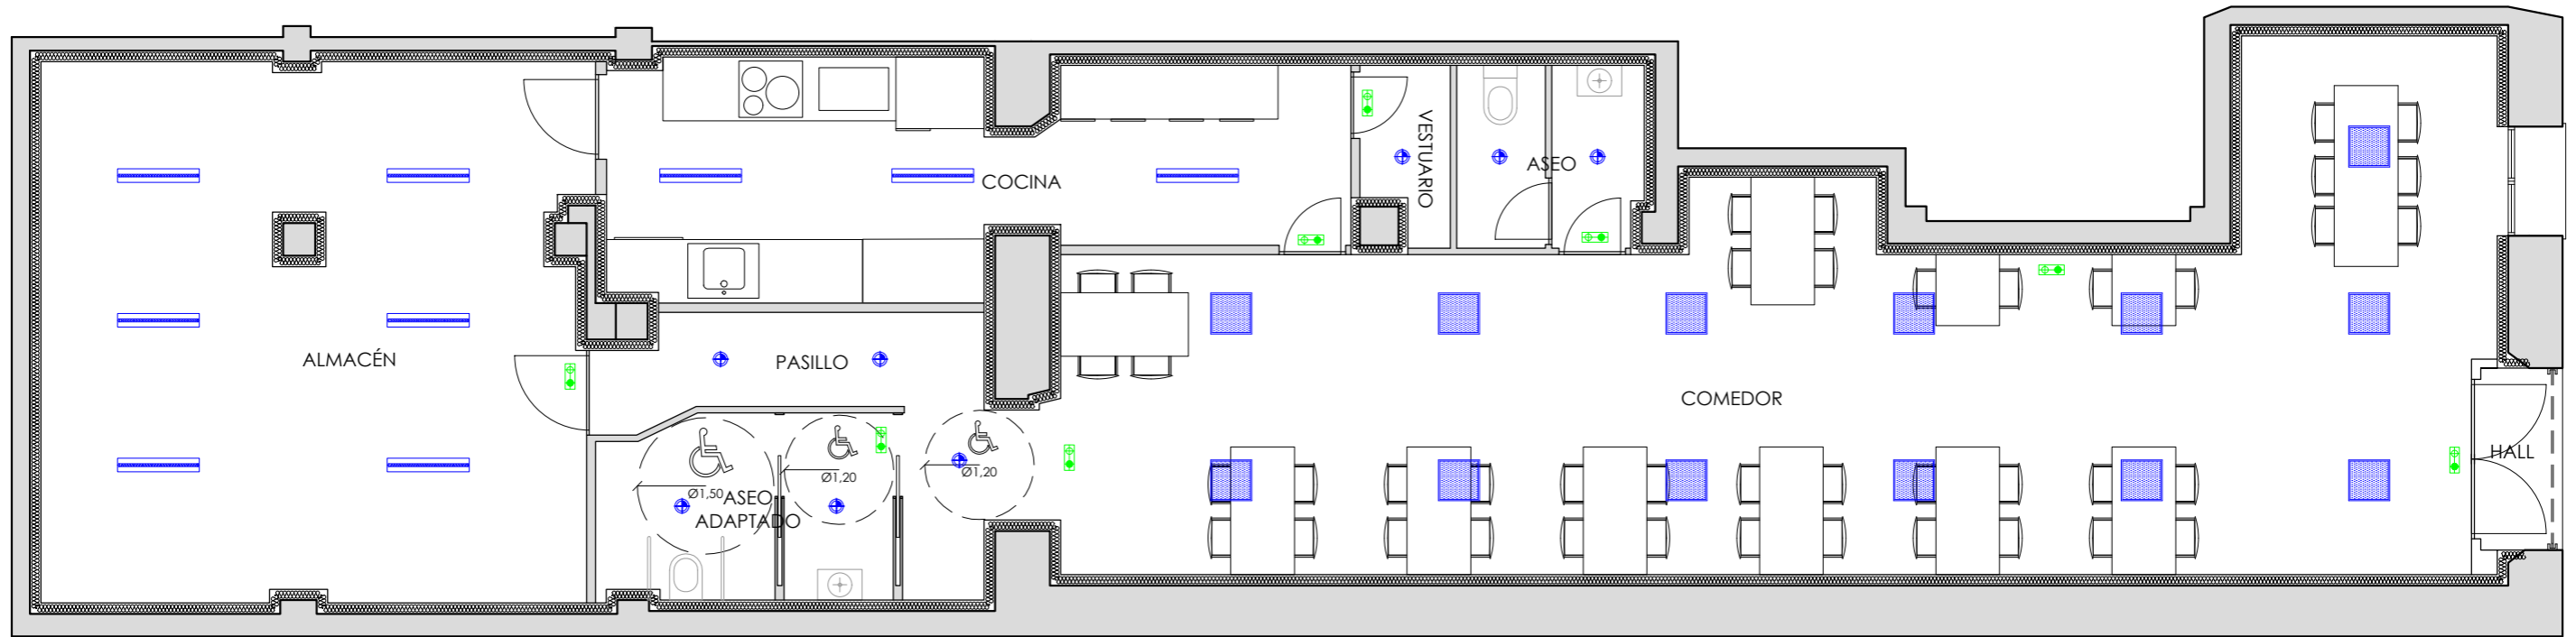 COCINA
VESTUARIO
ASEO
ALMACÉN
PASILLO
COMEDOR
HALL
Ø1,50
ASEO
ADAPTADO
Ø1,20
Ø1,20